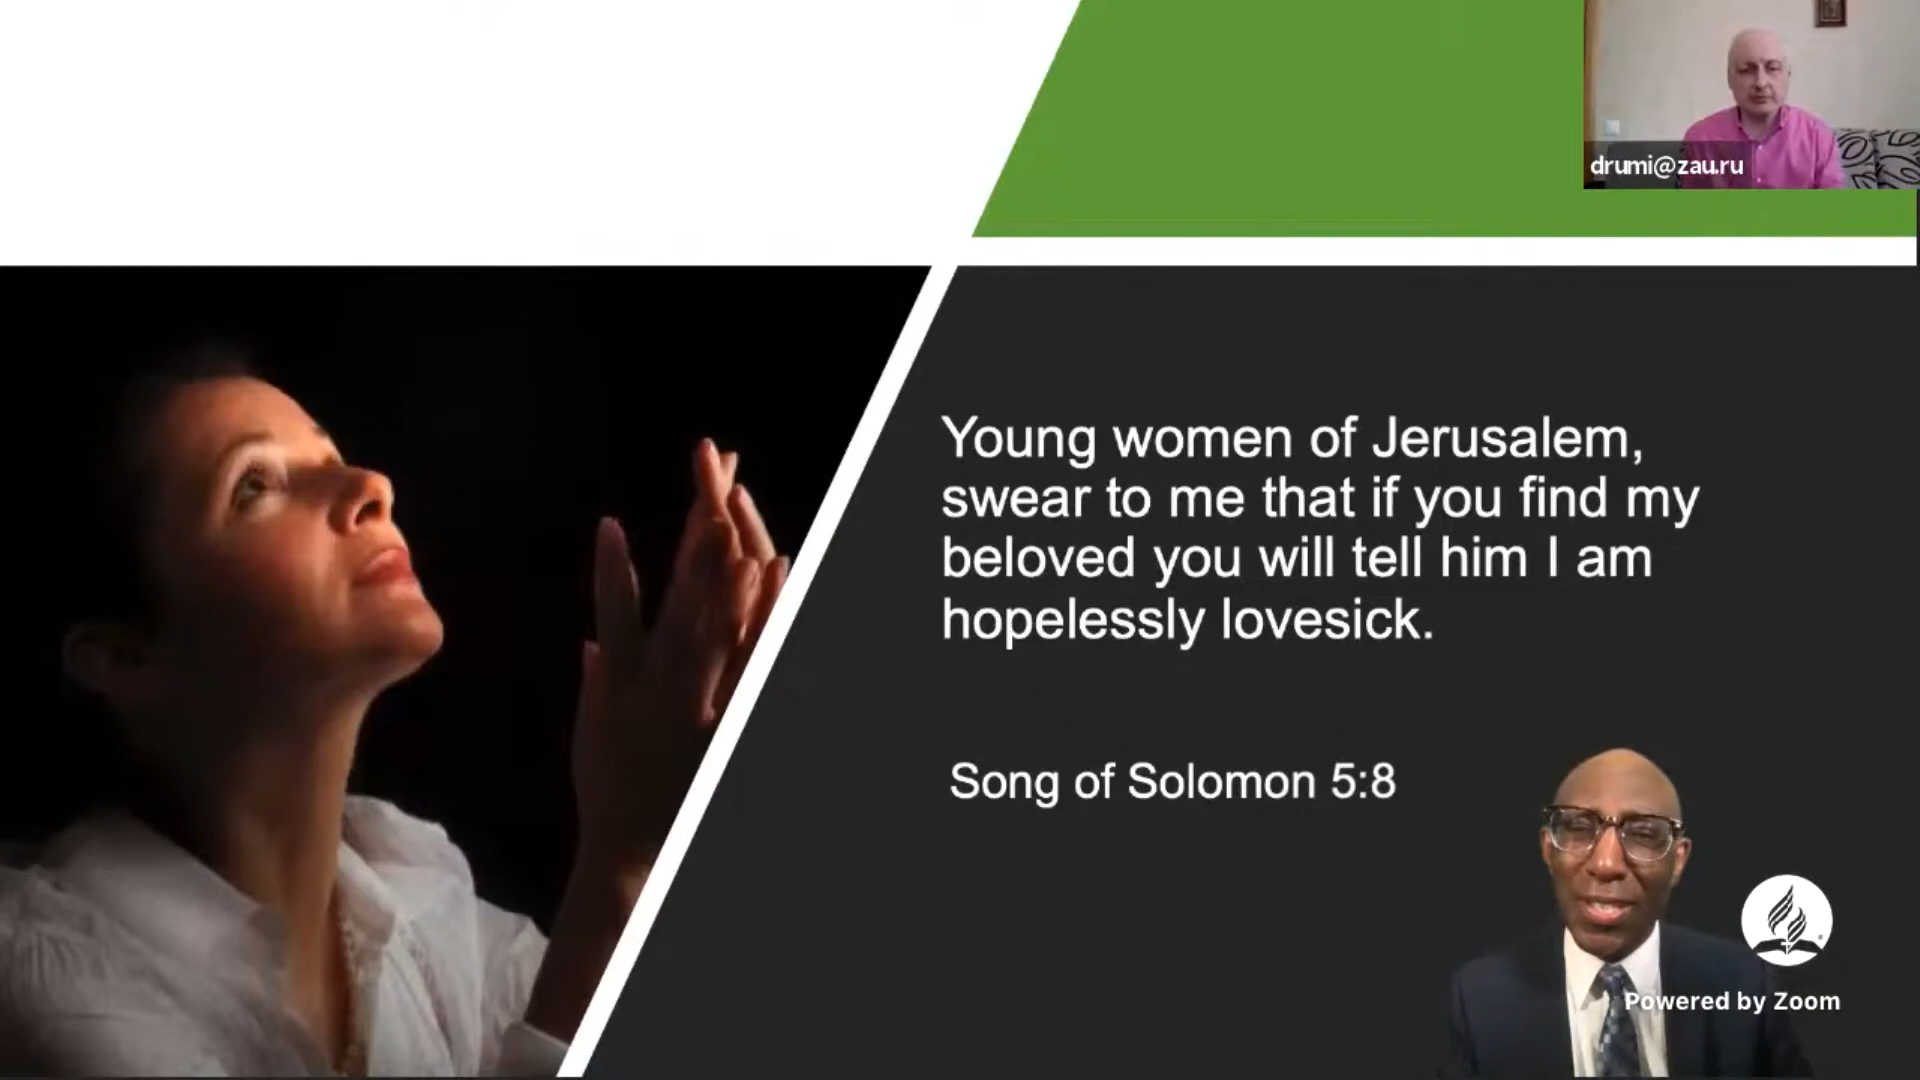 drumi@zau.ru
Young women of Jerusalem,
swear to me that if you find my
beloved you will tell him I am
hopelessly lovesick.
Song of Solomon 5:8
Powered by Zoom